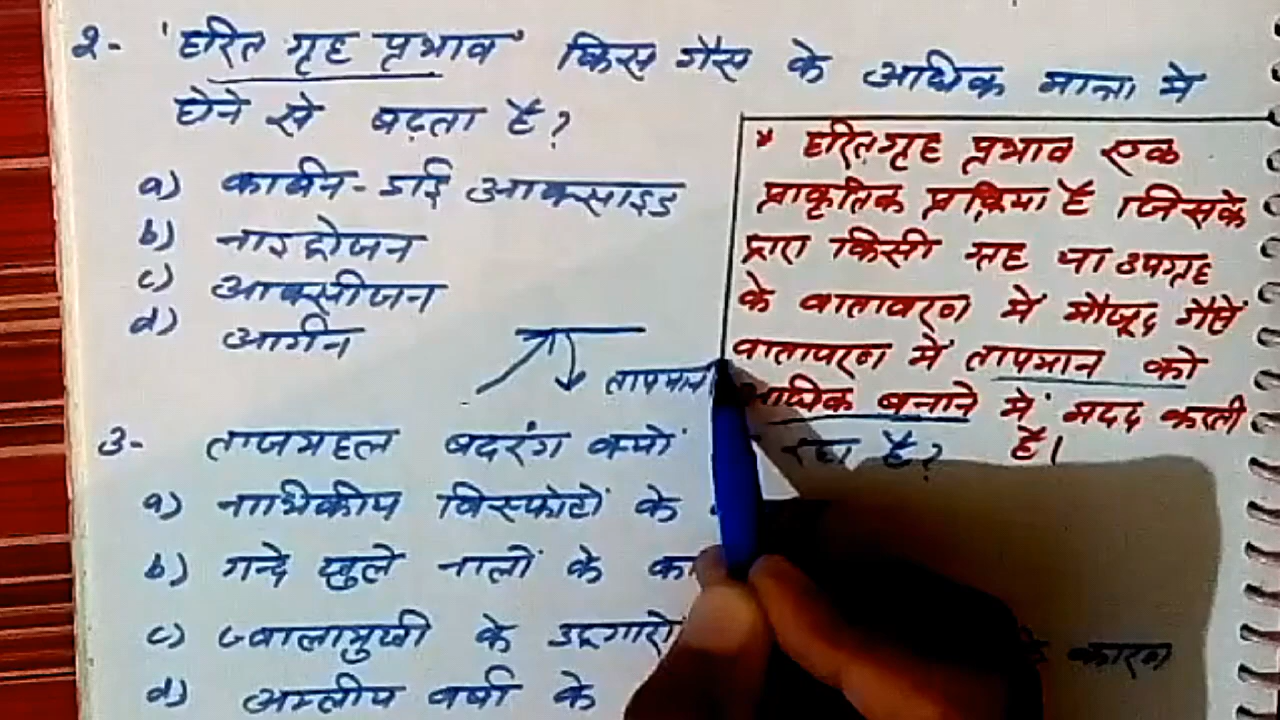 २- 'हरित गृह प्रभाव' किस गैस के अधिक मात्रा मे
होने से बढ़ता है?
a) कार्बन-डाई आक्साइड
b) नाइट्रोजन
c) आक्सीजन
d) आर्गन
* हरितगृह प्रभाव एक
प्राकृतिक प्रक्रिया है जिसके
द्वारा किसी ग्रह या उपग्रह
के वातावरण में मौजूद गैसें
वातावरण में तापमान को
अधिक बनाने में मदद करती
है।
तापमान
३- ताजमहल बदरंग क्यों रहा है?
a) नाभिकीय विस्फोटों के
b) गन्दे खुले नालों के
c) ज्वालामुखी के उद्गारो
कारण
d) अम्लीय वर्षा के